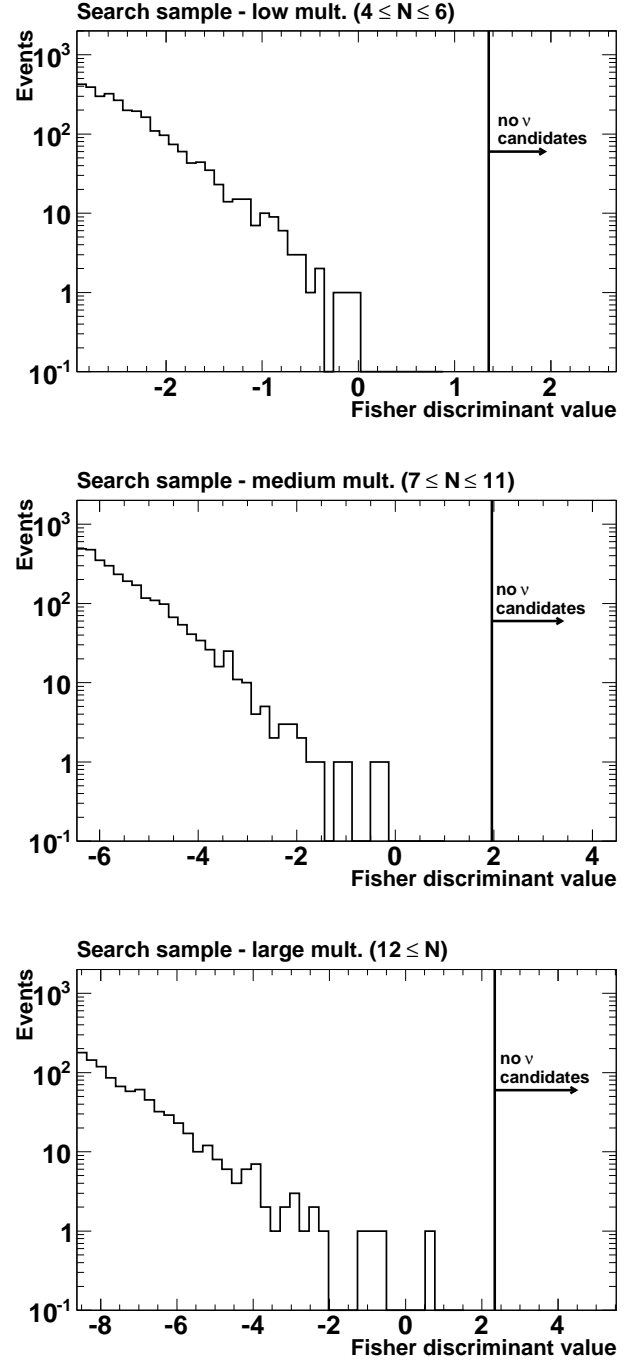 Search sample - low mult. (4 ≤ N ≤ 6)
Events
10³
10²
10
1
10⁻¹
no ν
candidates
-2 -1 0 1 2
Fisher discriminant value
Search sample - medium mult. (7 ≤ N ≤ 11)
Events
10³
10²
10
1
10⁻¹
no ν
candidates
-6 -4 -2 0 2 4
Fisher discriminant value
Search sample - large mult. (12 ≤ N)
Events
10³
10²
10
1
10⁻¹
no ν
candidates
-8 -6 -4 -2 0 2 4
Fisher discriminant value